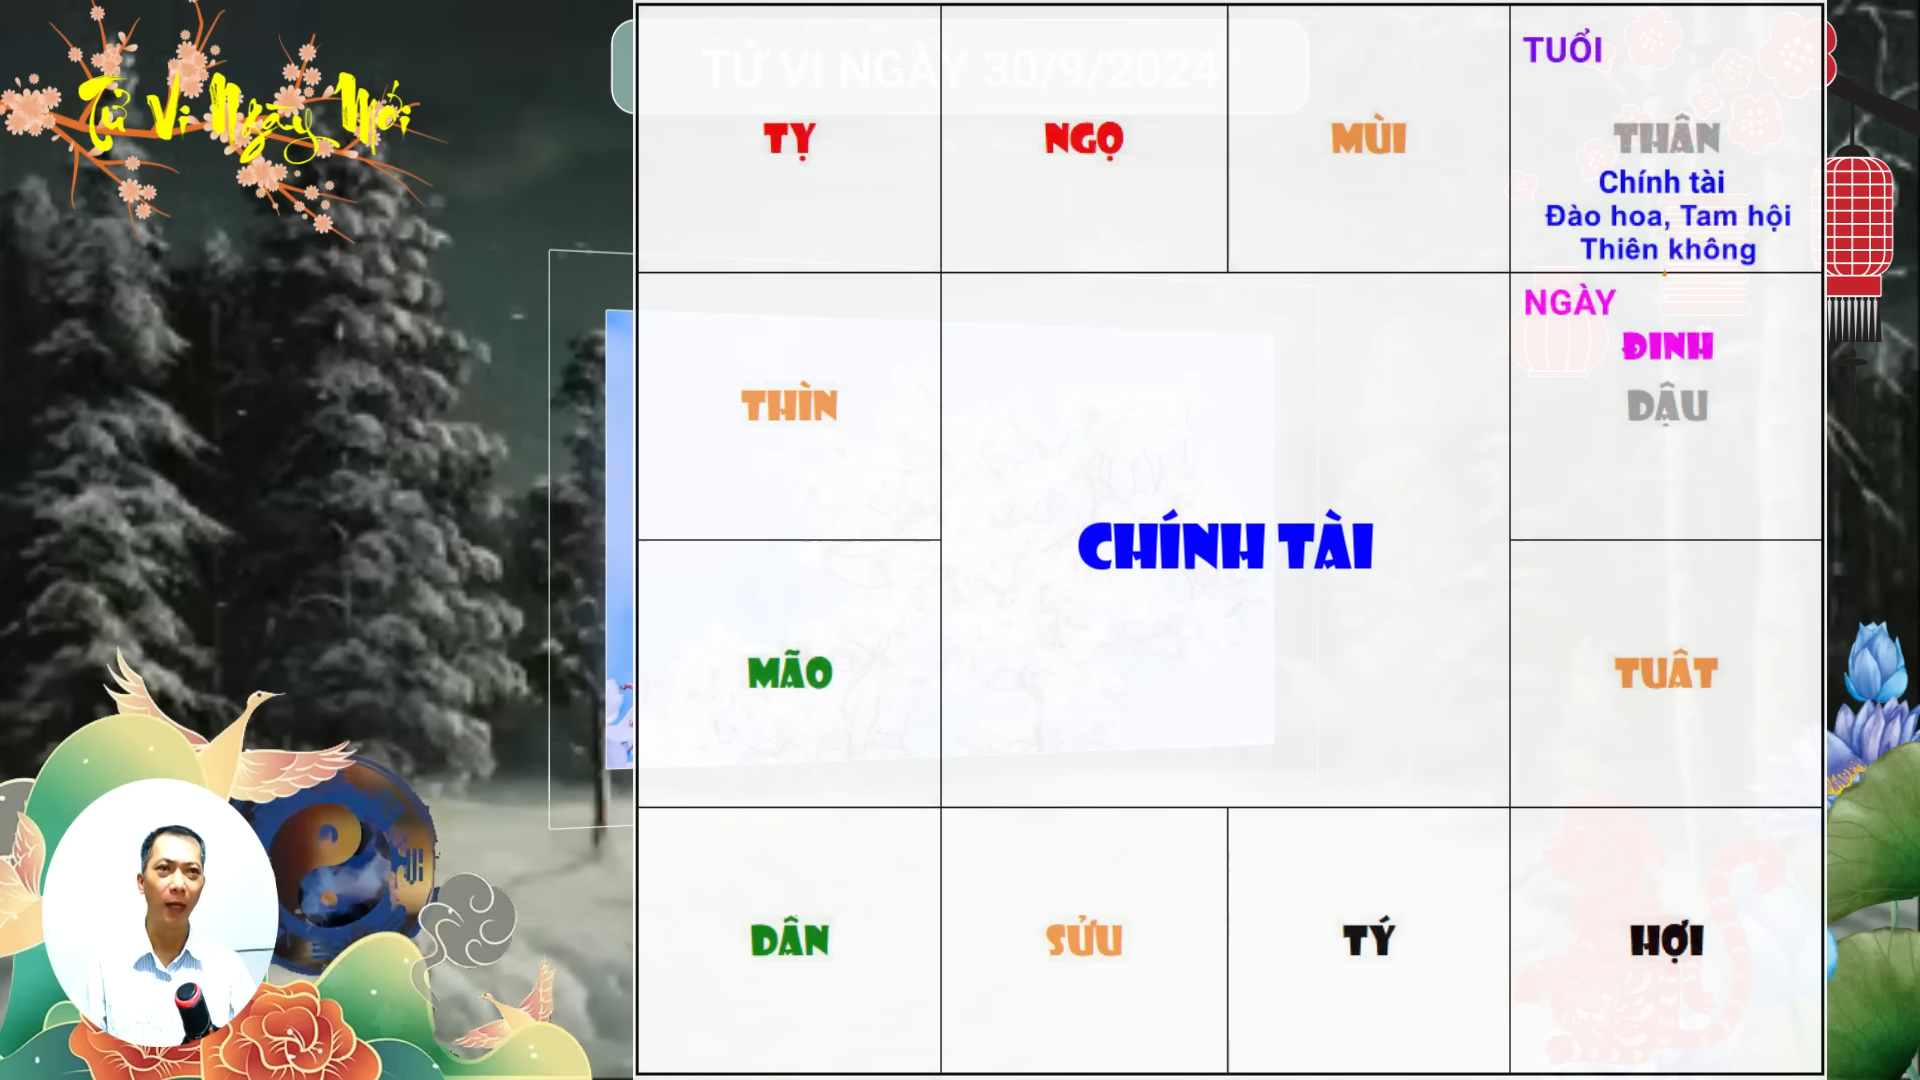 Tử Vi Ngày Mới
TỬ VI NGÀY 30/9/2024
TỴ
NGỌ
MÙI
TUỔI
THÂN
Chính tài
Đào hoa, Tam hội
Thiên không
THÌN
NGÀY
ĐINH
DẬU
CHÍNH TÀI
MÃO
TUẤT
DẦN
SỬU
TÝ
HỢI